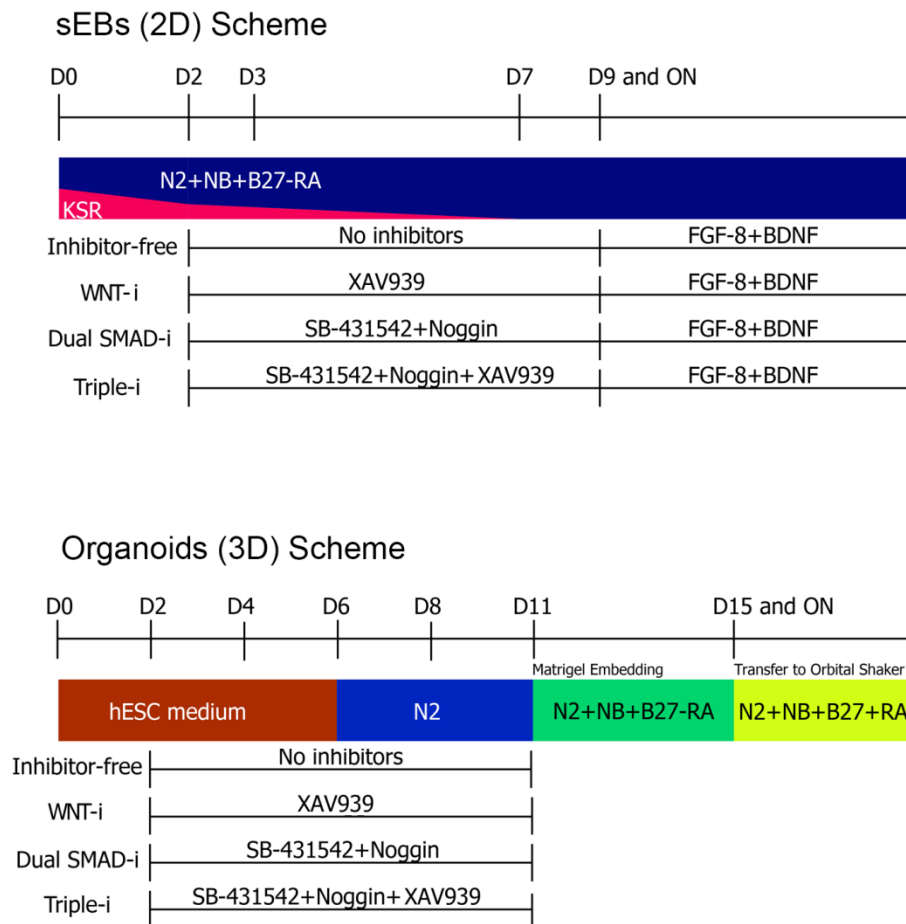 sEBs (2D) Scheme
D0 D2 D3 D7 D9 and ON
N2+NB+B27-RA
KSR
Inhibitor-free No inhibitors FGF-8+BDNF
WNT-i XAV939 FGF-8+BDNF
Dual SMAD-i SB-431542+Noggin FGF-8+BDNF
Triple-i SB-431542+Noggin+XAV939 FGF-8+BDNF
Organoids (3D) Scheme
D0 D2 D4 D6 D8 D11 D15 and ON
Matrigel Embedding Transfer to Orbital Shaker
hESC medium N2 N2+NB+B27-RA N2+NB+B27+RA
Inhibitor-free No inhibitors
WNT-i XAV939
Dual SMAD-i SB-431542+Noggin
Triple-i SB-431542+Noggin+XAV939